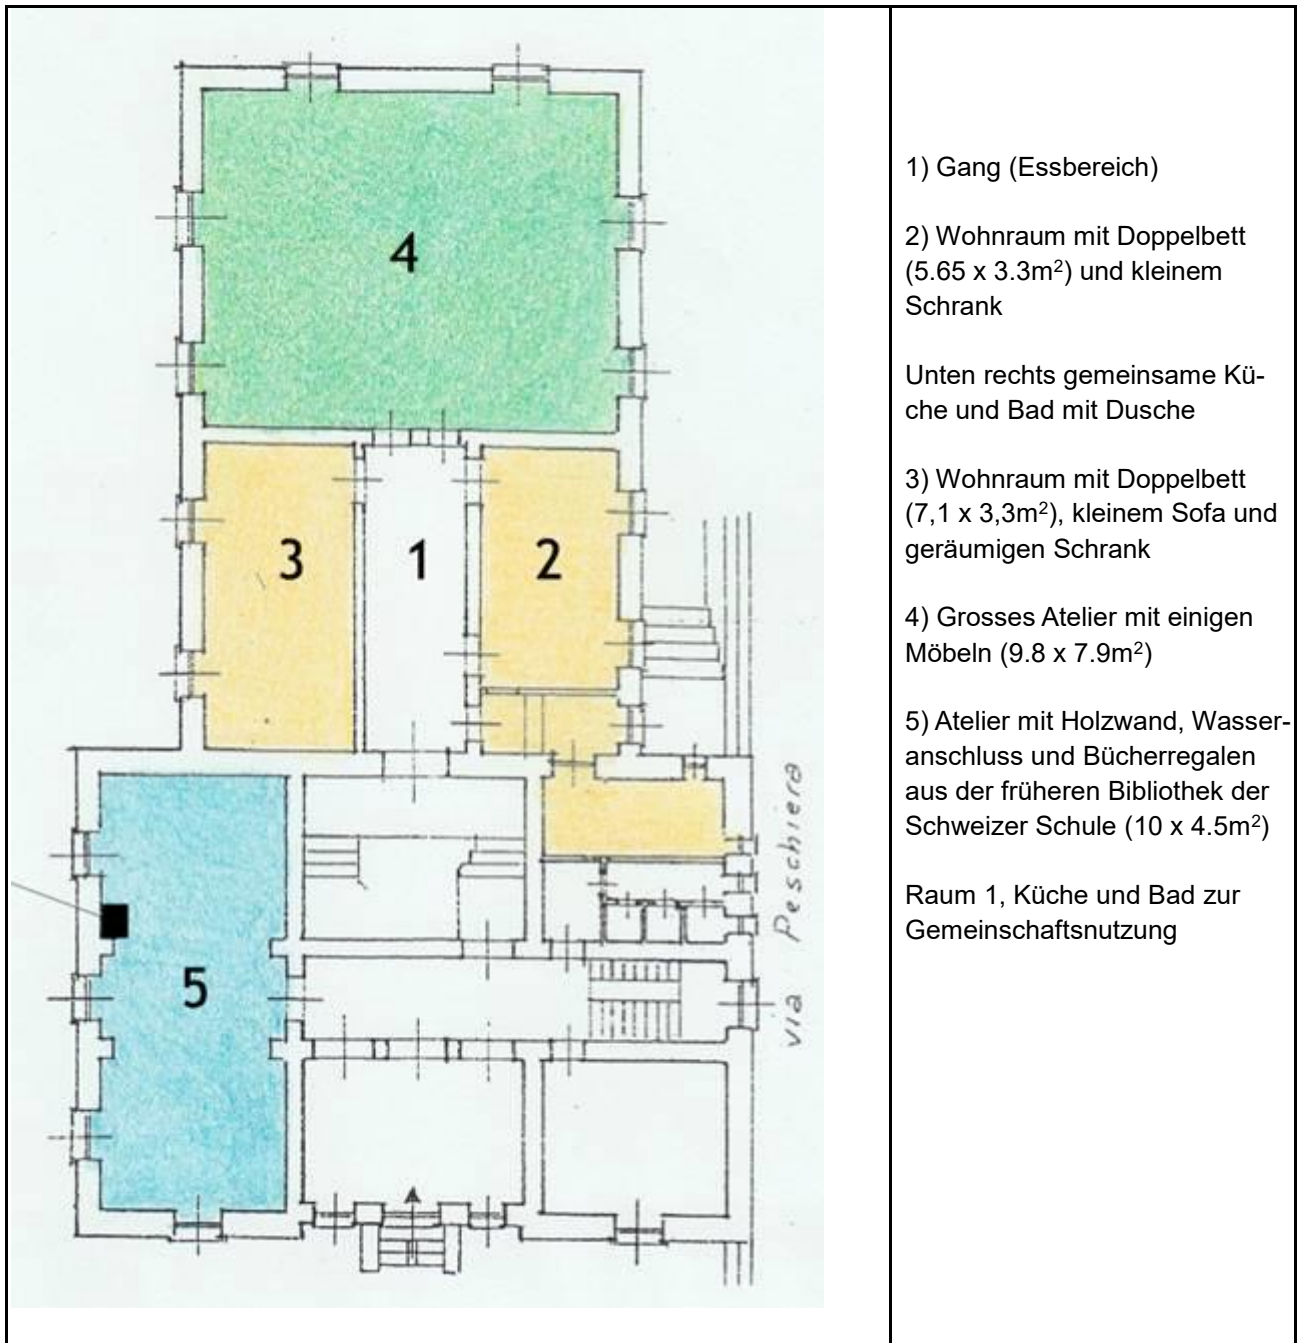 4
3
1
2
5
via Peschiera
1) Gang (Essbereich)
2) Wohnraum mit Doppelbett
(5.65 x 3.3m²) und kleinem
Schrank
Unten rechts gemeinsame Kü-
che und Bad mit Dusche
3) Wohnraum mit Doppelbett
(7,1 x 3,3m²), kleinem Sofa und
geräumigen Schrank
4) Grosses Atelier mit einigen
Möbeln (9.8 x 7.9m²)
5) Atelier mit Holzwand, Wasser-
anschluss und Bücherregalen
aus der früheren Bibliothek der
Schweizer Schule (10 x 4.5m²)
Raum 1, Küche und Bad zur
Gemeinschaftsnutzung